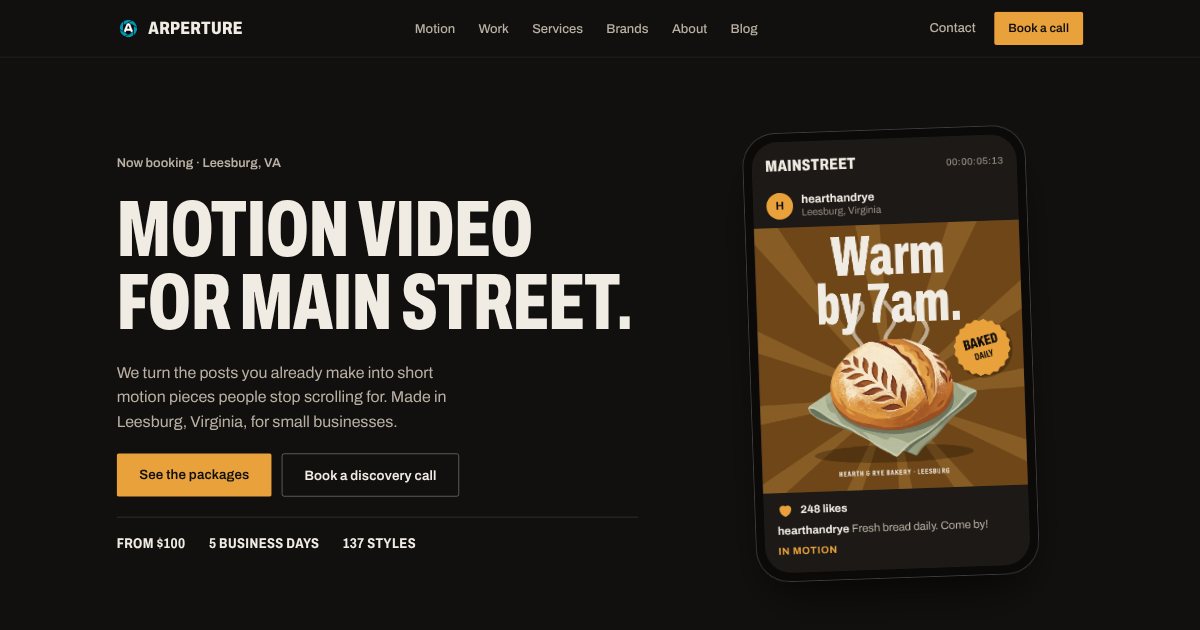 A ARPERTURE
Motion Work Services Brands About Blog
Contact Book a call
Now booking · Leesburg, VA
MOTION VIDEO
FOR MAIN STREET.
We turn the posts you already make into short
motion pieces people stop scrolling for. Made in
Leesburg, Virginia, for small businesses.
See the packages Book a discovery call
FROM $100 5 BUSINESS DAYS 137 STYLES
MAINSTREET 00:00:05:13
H hearthandrye
Leesburg, Virginia
Warm
by 7am.
BAKED
DAILY
HEARTH & RYE BAKERY · LEESBURG
248 likes
hearthandrye Fresh bread daily. Come by!
IN MOTION